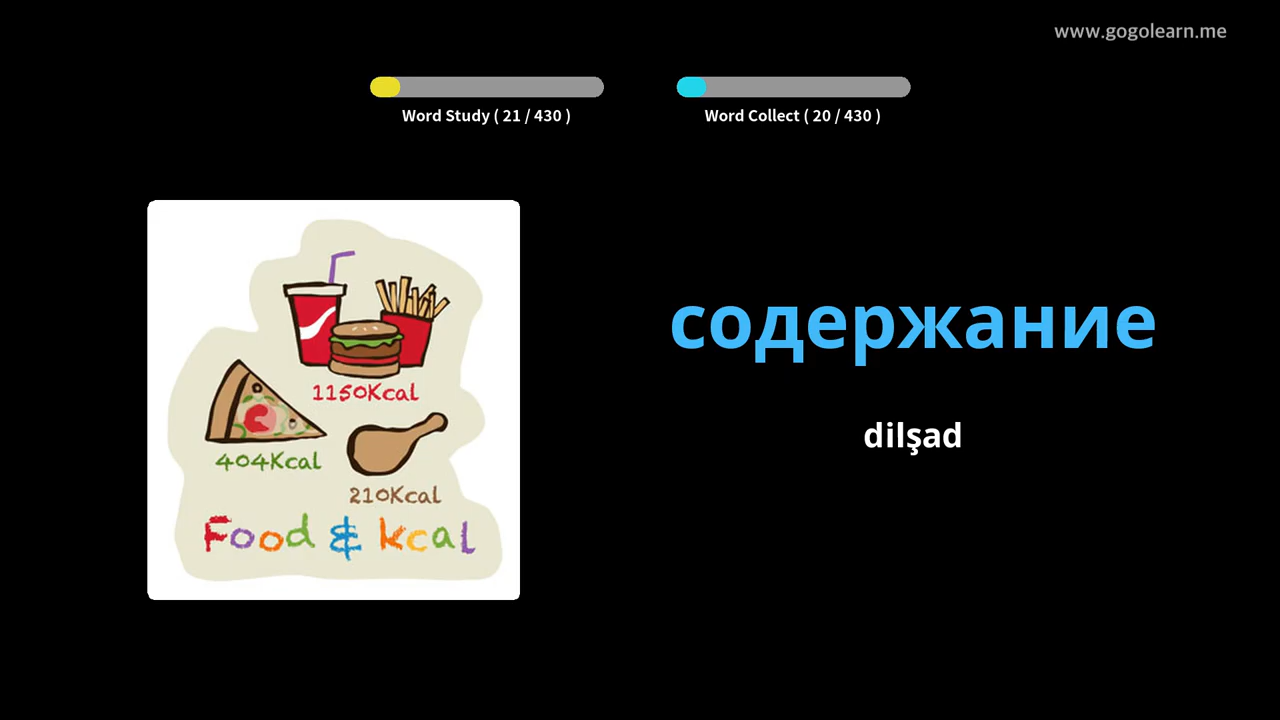 www.gogolearn.me
Word Study ( 21 / 430 )
Word Collect ( 20 / 430 )
1150Kcal
404Kcal
210Kcal
Food & kcal
содержание
dilşad